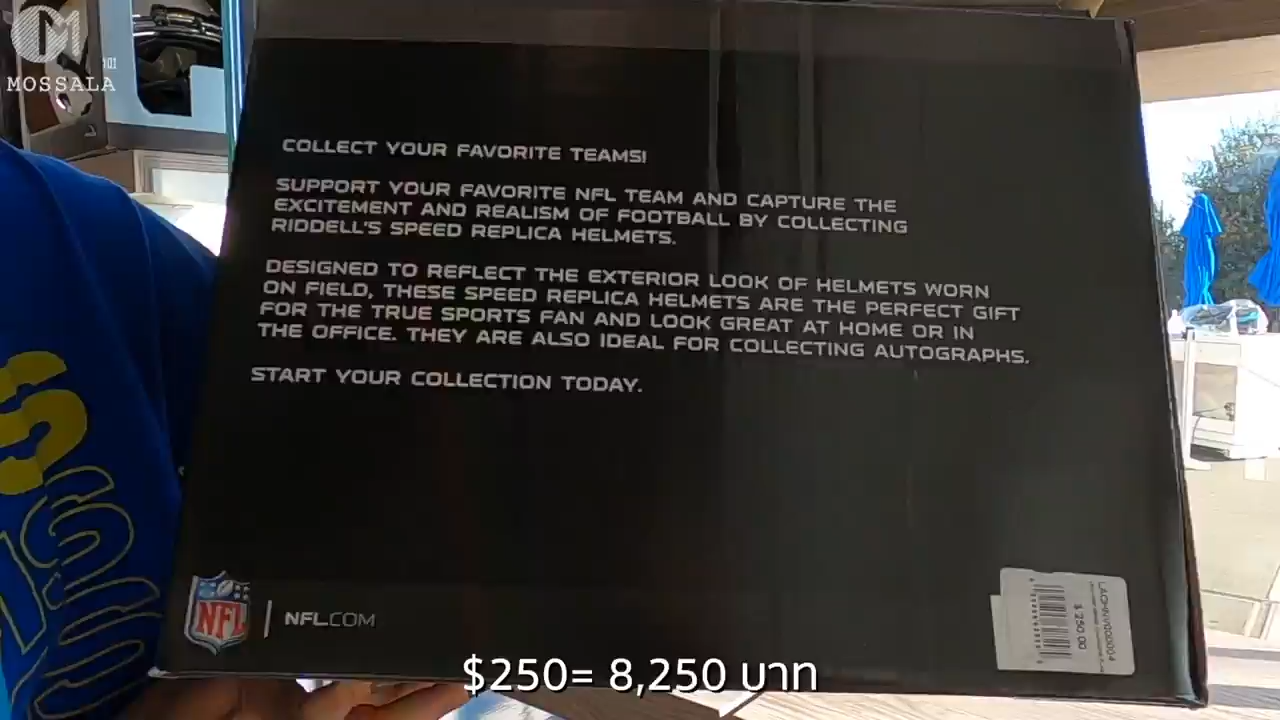 MOSSALA
COLLECT YOUR FAVORITE TEAMS!
SUPPORT YOUR FAVORITE NFL TEAM AND CAPTURE THE
EXCITEMENT AND REALISM OF FOOTBALL BY COLLECTING
RIDDELL'S SPEED REPLICA HELMETS.
DESIGNED TO REFLECT THE EXTERIOR LOOK OF HELMETS WORN
ON FIELD, THESE SPEED REPLICA HELMETS ARE THE PERFECT GIFT
FOR THE TRUE SPORTS FAN AND LOOK GREAT AT HOME OR IN
THE OFFICE. THEY ARE ALSO IDEAL FOR COLLECTING AUTOGRAPHS.
START YOUR COLLECTION TODAY.
NFL
NFL.COM
$ 250.00
$250= 8,250 บาท